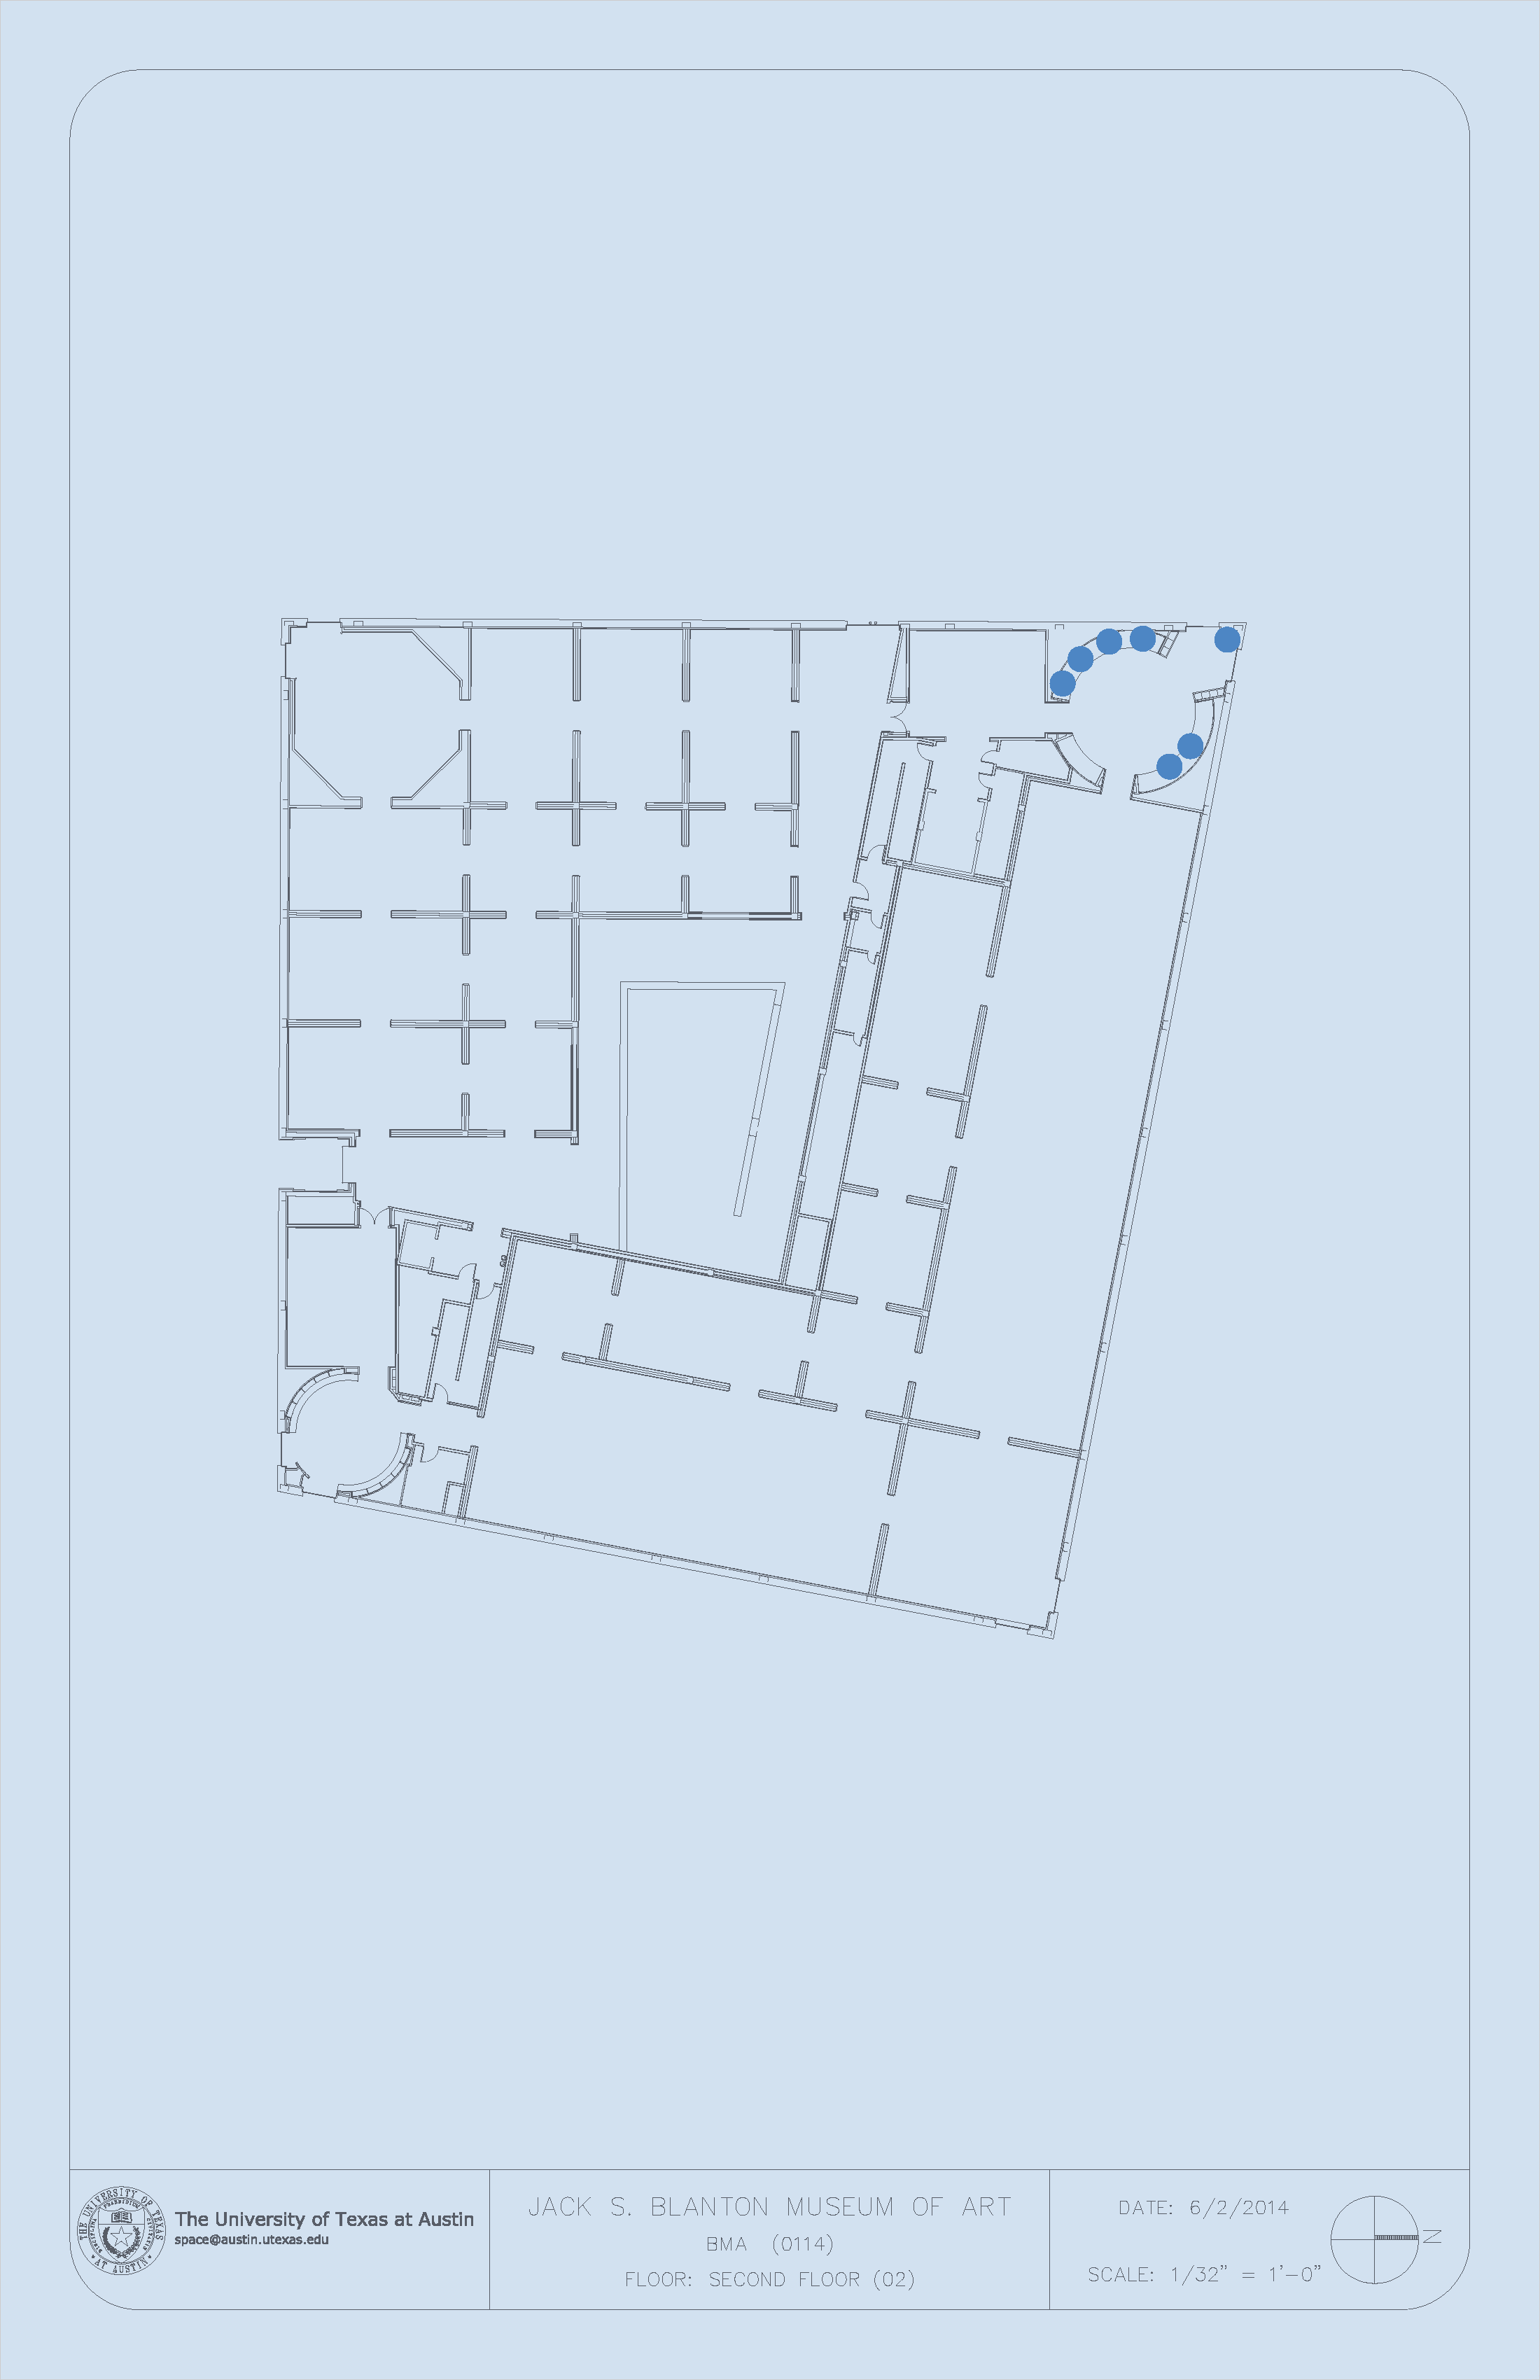 THE UNIVERSITY OF TEXAS
AT AUSTIN
The University of Texas at Austin
space@austin.utexas.edu
JACK S. BLANTON MUSEUM OF ART
BMA (0114)
FLOOR: SECOND FLOOR (02)
DATE: 6/2/2014
SCALE: 1/32" = 1'-0"
N